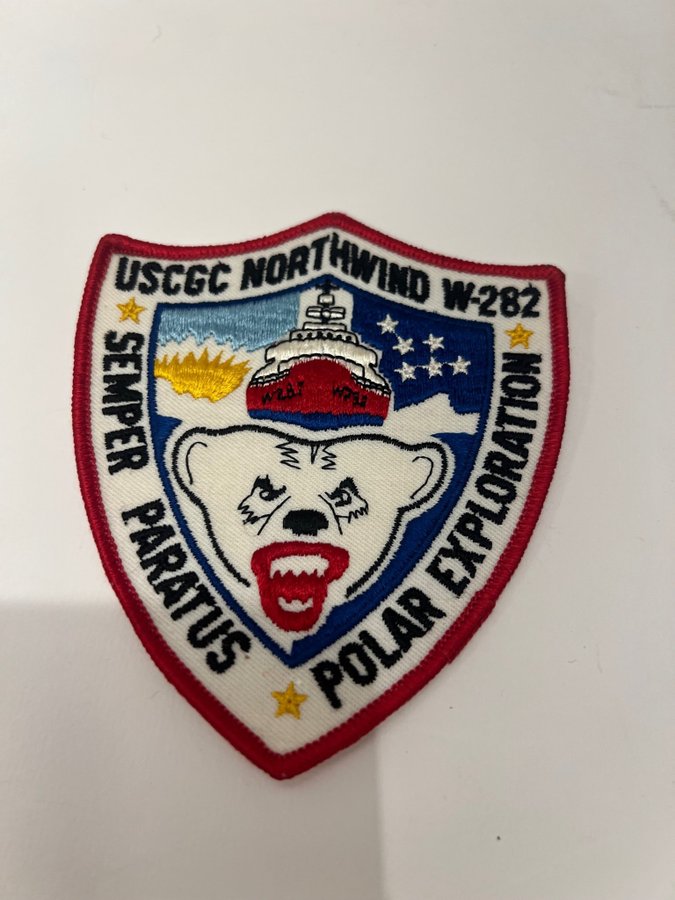 USCGC NORTHWIND W-282
SEMPER PARATUS
POLAR EXPLORATION